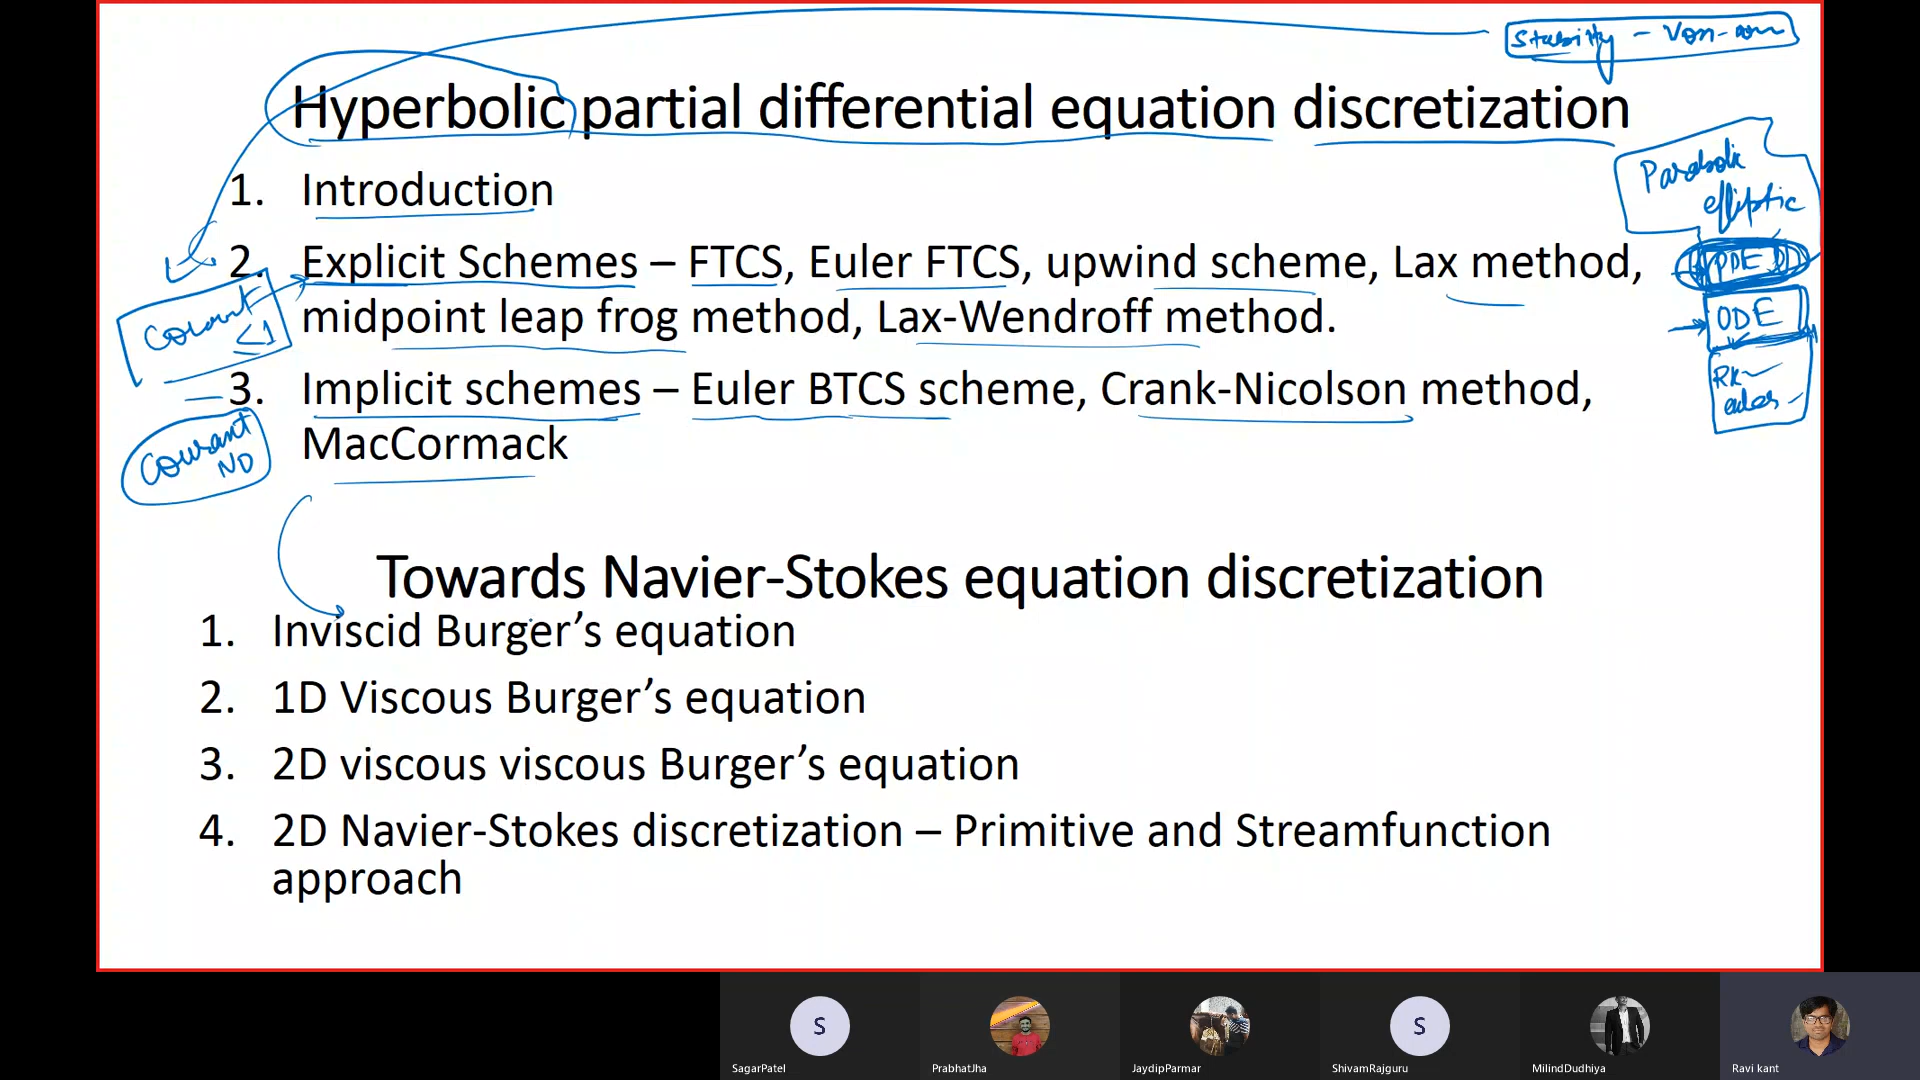 Stability - Von-
Hyperbolic partial differential equation discretization
Parabolic
elliptic
PDE
ODE
RK
euler
1. Introduction
2. Explicit Schemes – FTCS, Euler FTCS, upwind scheme, Lax method,
midpoint leap frog method, Lax-Wendroff method.
Courant
≤1
3. Implicit schemes – Euler BTCS scheme, Crank-Nicolson method,
MacCormack
Courant
NO
Towards Navier-Stokes equation discretization
1. Inviscid Burger’s equation
2. 1D Viscous Burger’s equation
3. 2D viscous viscous Burger’s equation
4. 2D Navier-Stokes discretization – Primitive and Streamfunction
approach
S
S
SagarPatel
PrabhatJha
JaydipParmar
ShivamRajguru
MilindDudhiya
Ravi kant